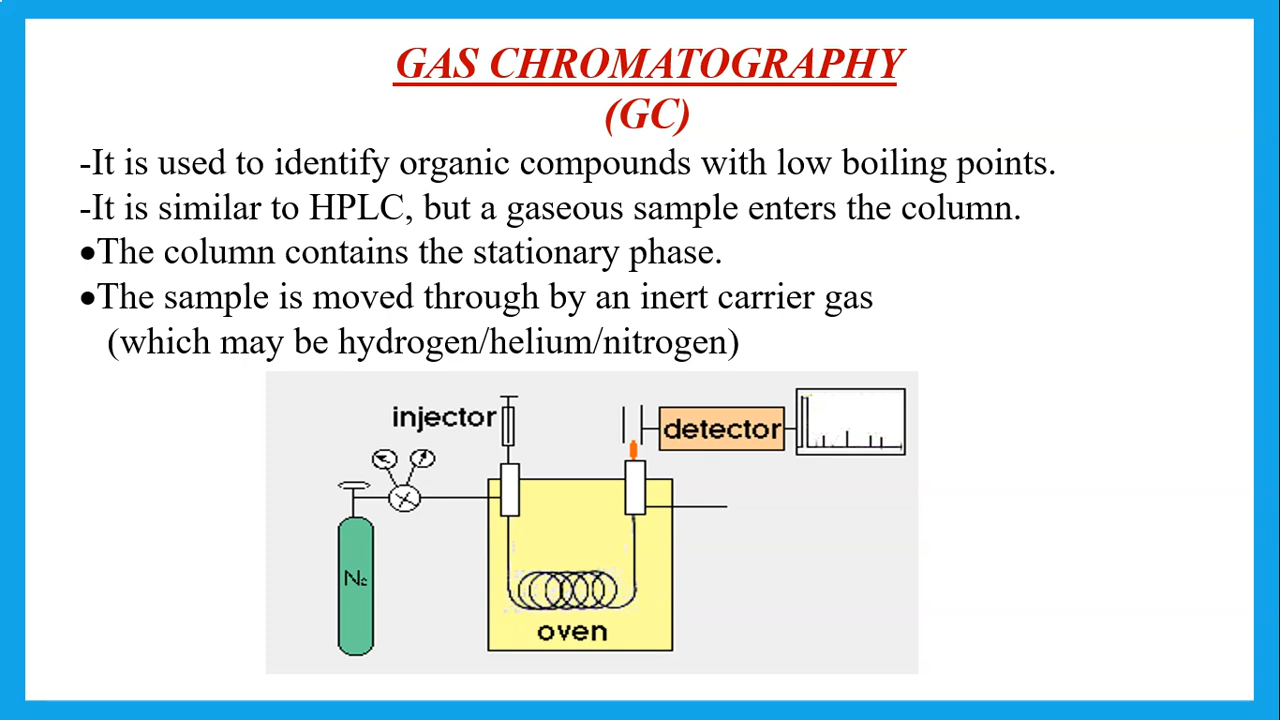 GAS CHROMATOGRAPHY
(GC)
-It is used to identify organic compounds with low boiling points.
-It is similar to HPLC, but a gaseous sample enters the column.
•The column contains the stationary phase.
•The sample is moved through by an inert carrier gas
(which may be hydrogen/helium/nitrogen)
injector
detector
N₂
oven